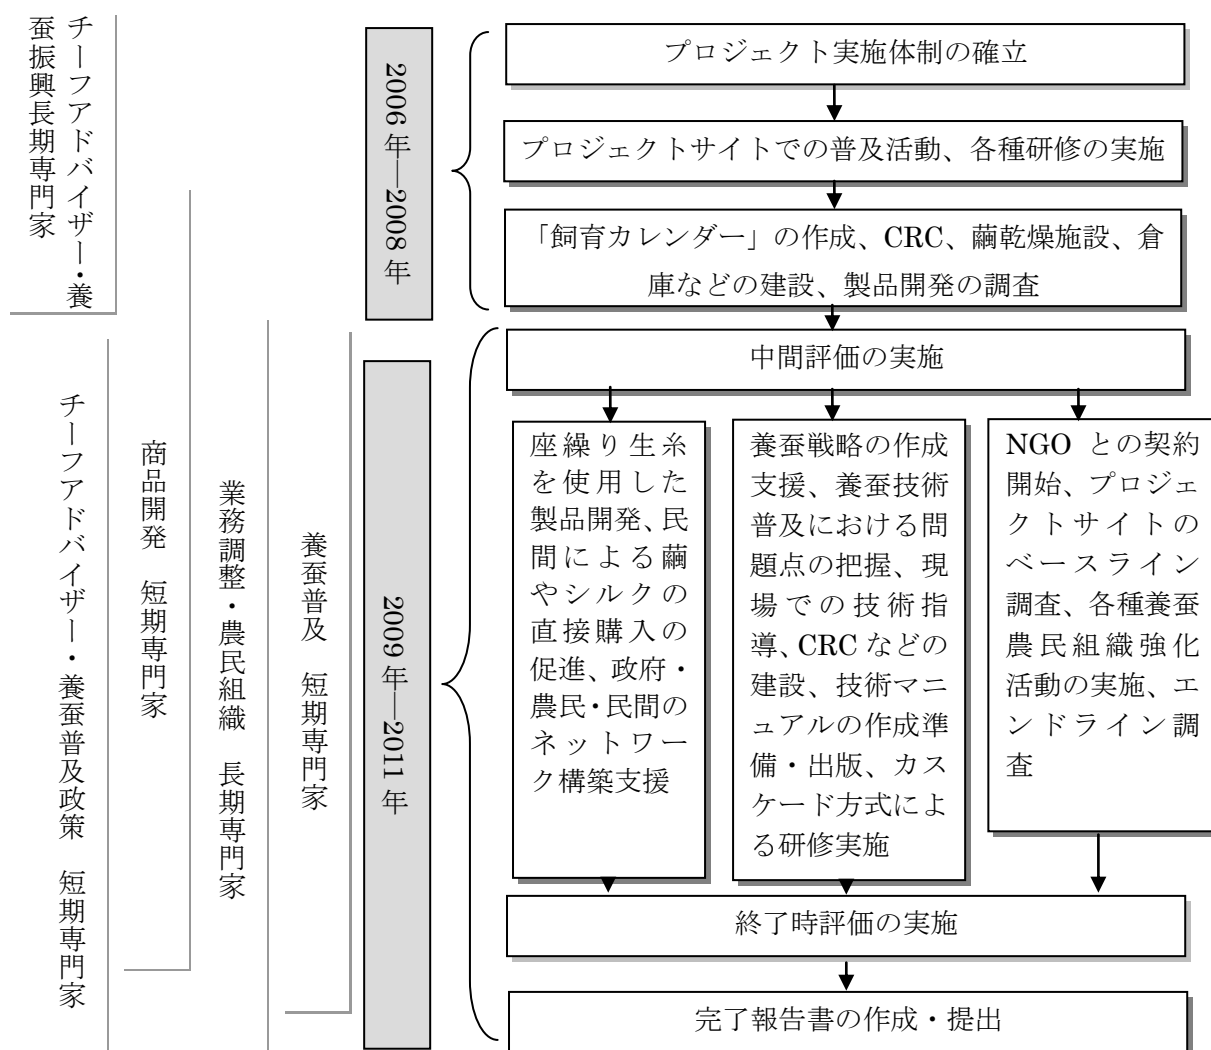 チーフアドバイザー・養
蚕振興長期専門家
チーフアドバイザー・養蚕普及政策　短期専門家
商品開発　短期専門家
業務調整・農民組織　長期専門家
養蚕普及　短期専門家
2006年―2008年
プロジェクト実施体制の確立
プロジェクトサイトでの普及活動、各種研修の実施
「飼育カレンダー」の作成、CRC、繭乾燥施設、倉
庫などの建設、製品開発の調査
2009年―2011年
中間評価の実施
座繰り生糸
を使用した
製品開発、民
間による繭
やシルクの
直接購入の
促進、政府・
農民・民間の
ネットワー
ク構築支援
養蚕戦略の作成
支援、養蚕技術
普及における問
題点の把握、現
場での技術指
導、CRCなどの
建設、技術マニ
ュアルの作成準
備・出版、カス
ケード方式によ
る研修実施
NGOとの契約
開始、プロジェ
クトサイトの
ベースライン
調査、各種養蚕
農民組織強化
活動の実施、エ
ンドライン調
査
終了時評価の実施
完了報告書の作成・提出